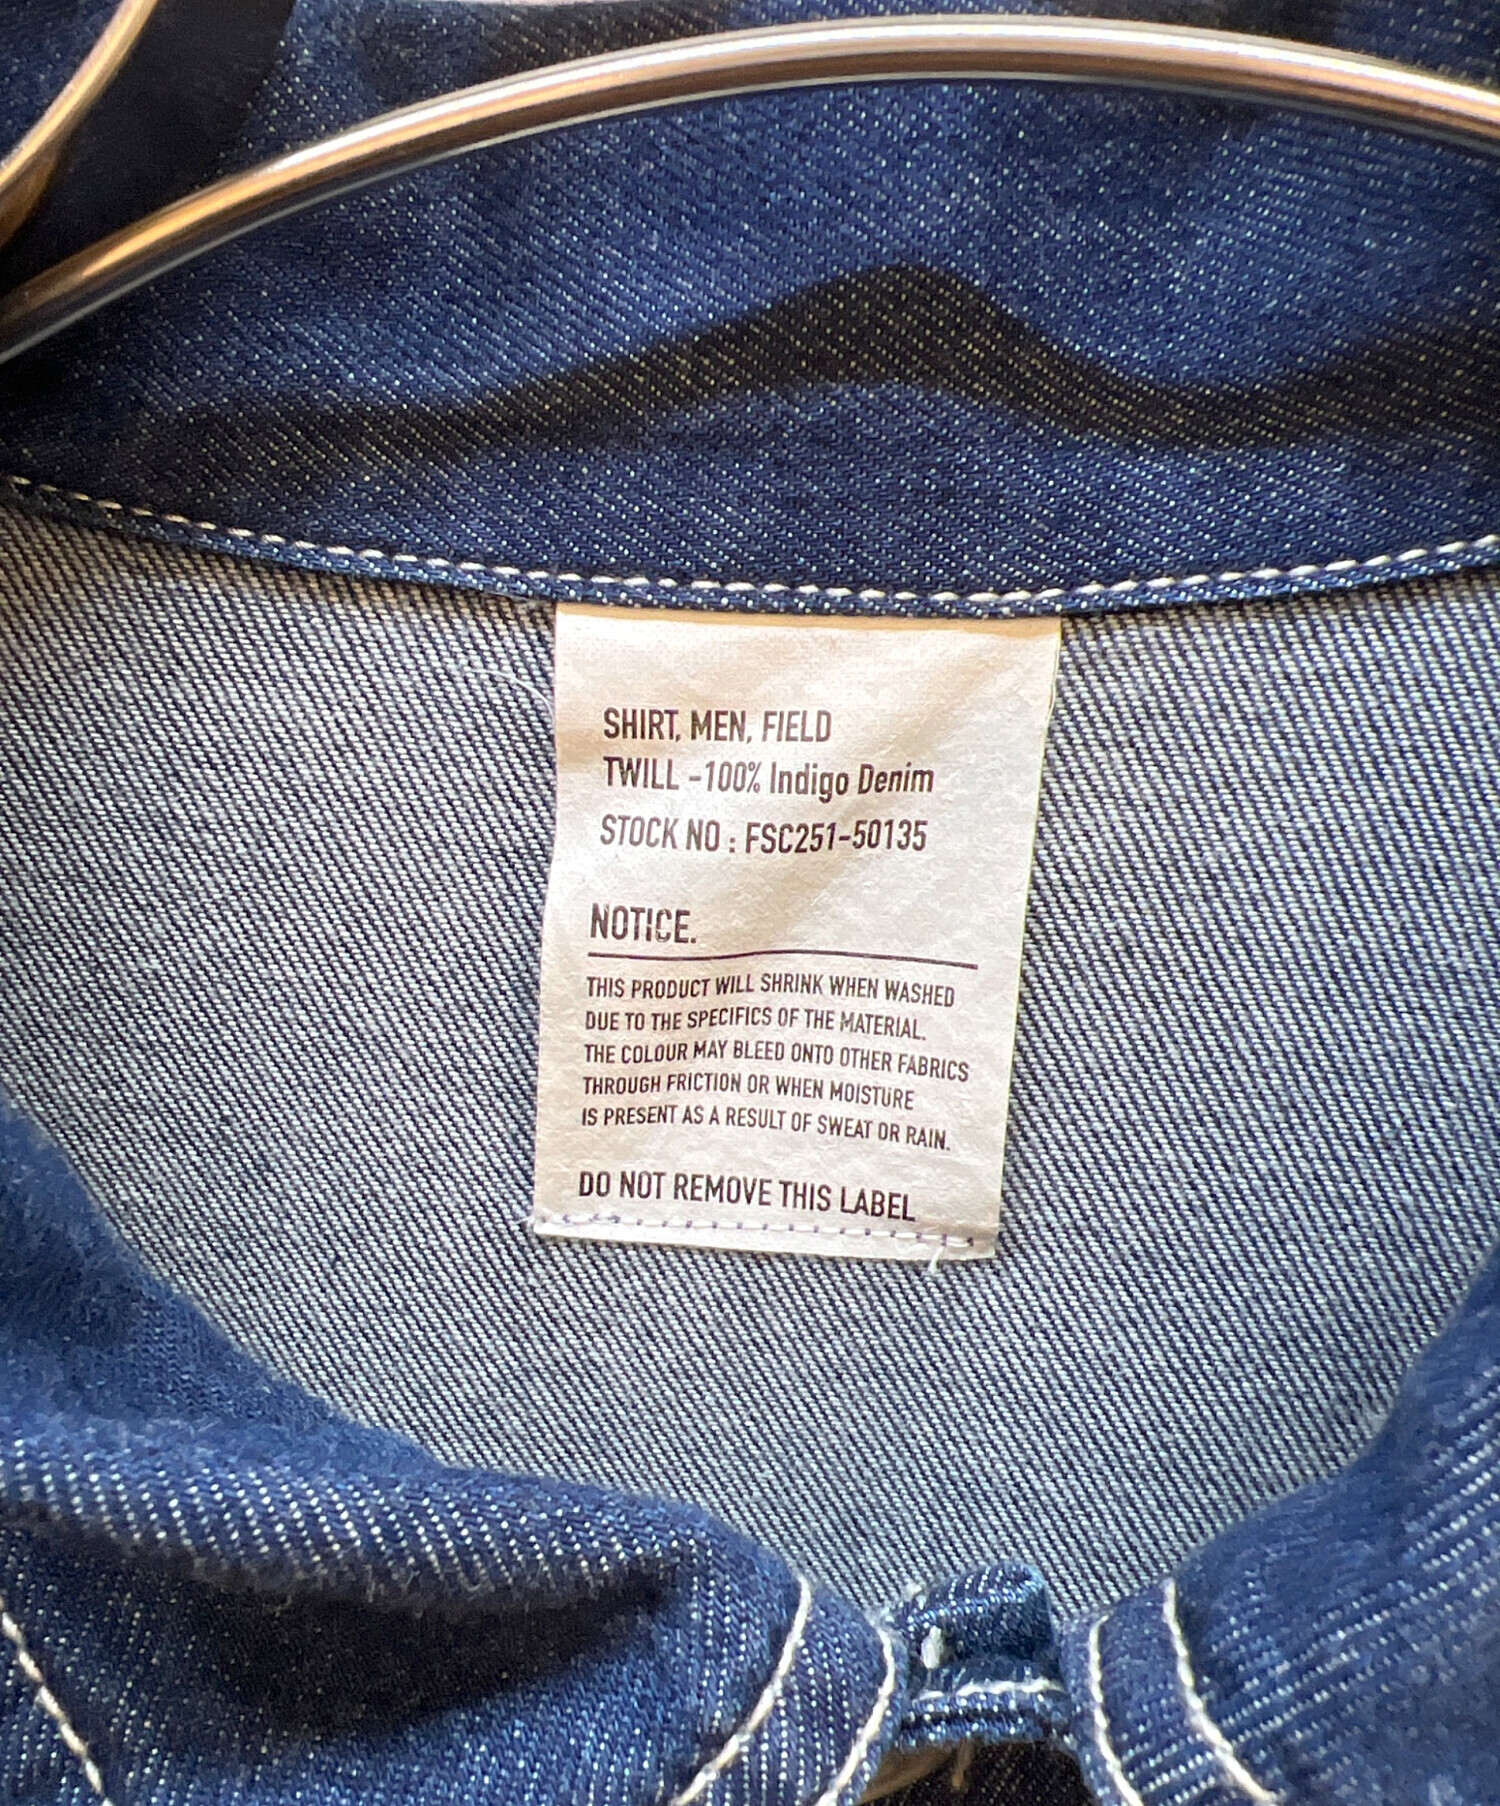 SHIRT, MEN, FIELD
TWILL -100% Indigo Denim
STOCK NO : FSC251-50135
NOTICE.
THIS PRODUCT WILL SHRINK WHEN WASHED
DUE TO THE SPECIFICS OF THE MATERIAL.
THE COLOUR MAY BLEED ONTO OTHER FABRICS
THROUGH FRICTION OR WHEN MOISTURE
IS PRESENT AS A RESULT OF SWEAT OR RAIN.
DO NOT REMOVE THIS LABEL